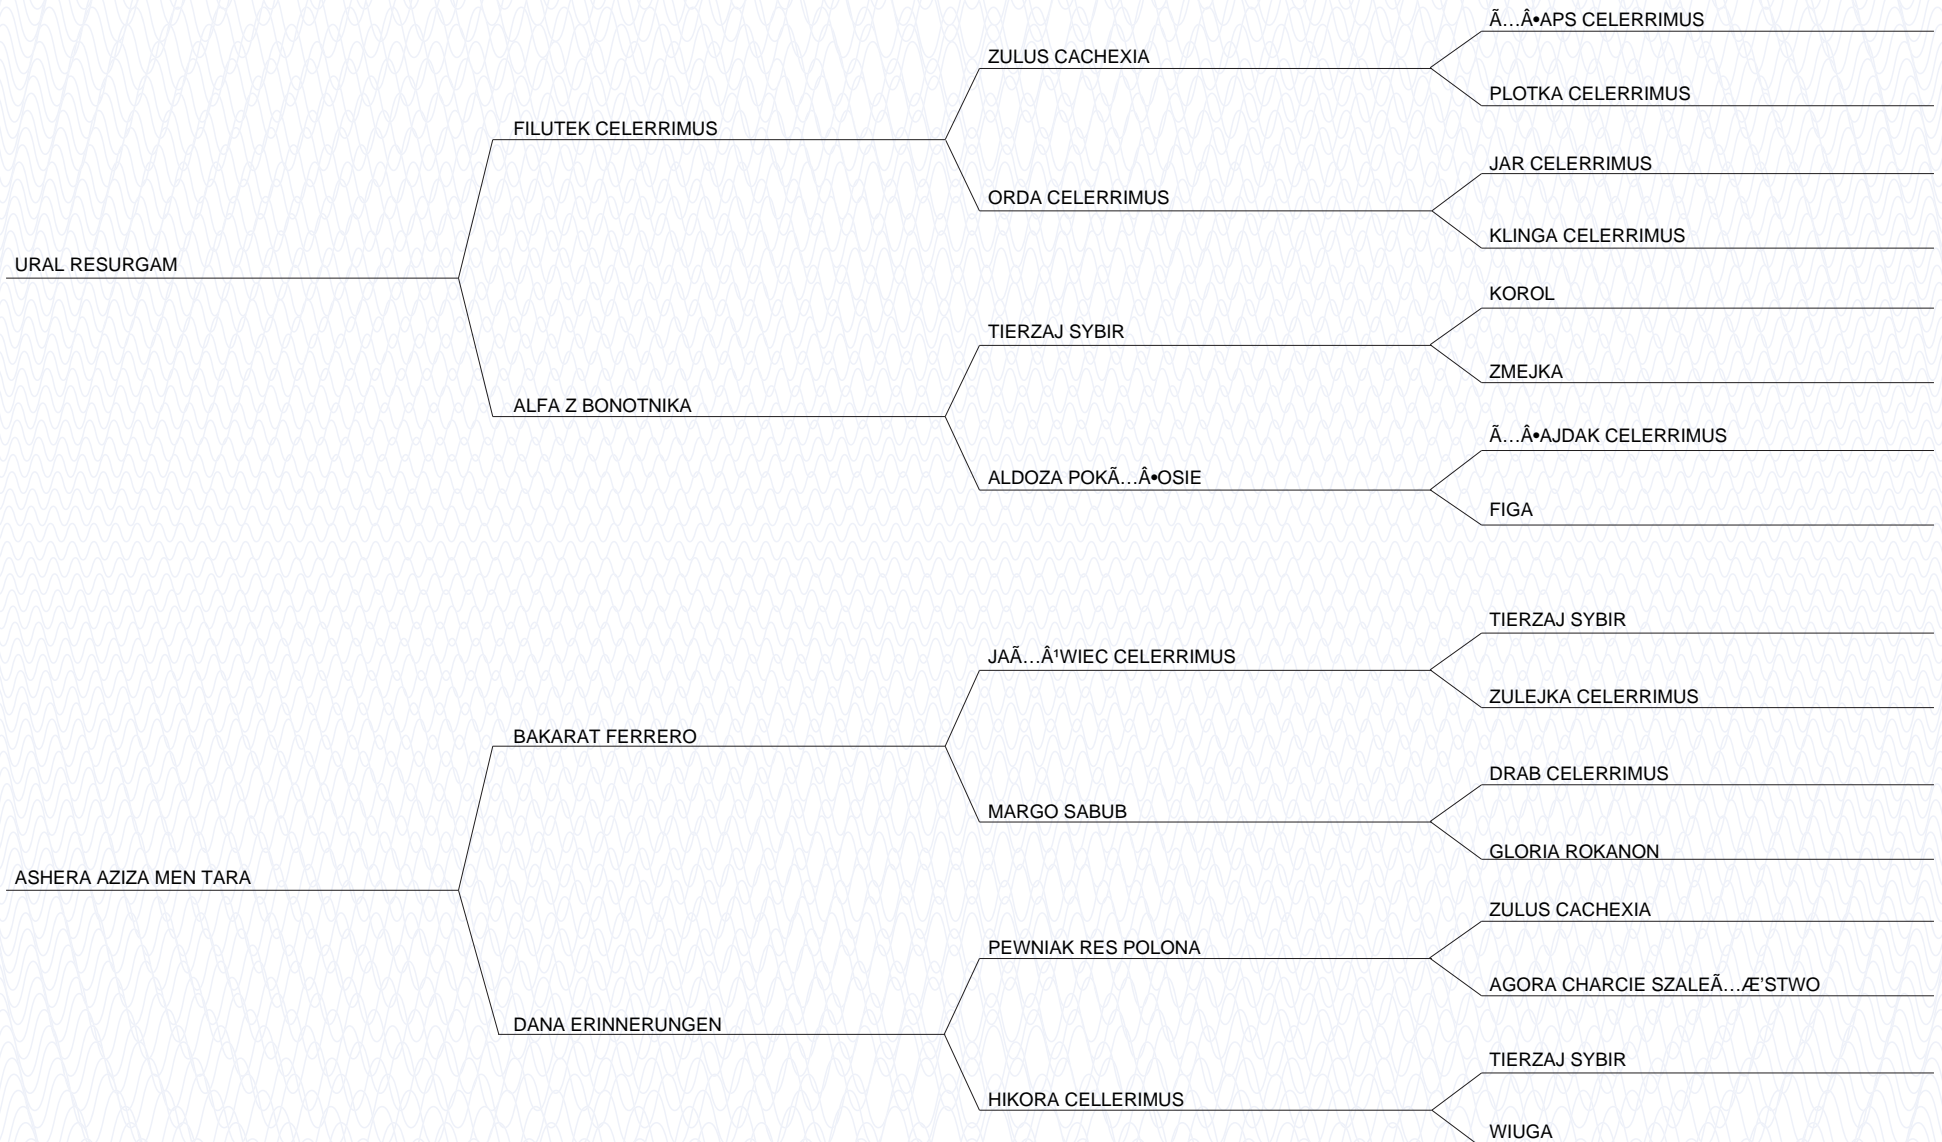 Ã…Â•APS CELERRIMUS
ZULUS CACHEXIA
PLOTKA CELERRIMUS
FILUTEK CELERRIMUS
JAR CELERRIMUS
ORDA CELERRIMUS
KLINGA CELERRIMUS
URAL RESURGAM
KOROL
TIERZAJ SYBIR
ZMEJKA
ALFA Z BONOTNIKA
Ã…Â•AJDAK CELERRIMUS
ALDOZA POKÃ…Â•OSIE
FIGA
TIERZAJ SYBIR
JAÃ…Â¹WIEC CELERRIMUS
ZULEJKA CELERRIMUS
BAKARAT FERRERO
DRAB CELERRIMUS
MARGO SABUB
GLORIA ROKANON
ASHERA AZIZA MEN TARA
ZULUS CACHEXIA
PEWNIAK RES POLONA
AGORA CHARCIE SZALEÃ…Æ’STWO
DANA ERINNERUNGEN
TIERZAJ SYBIR
HIKORA CELLERIMUS
WIUGA